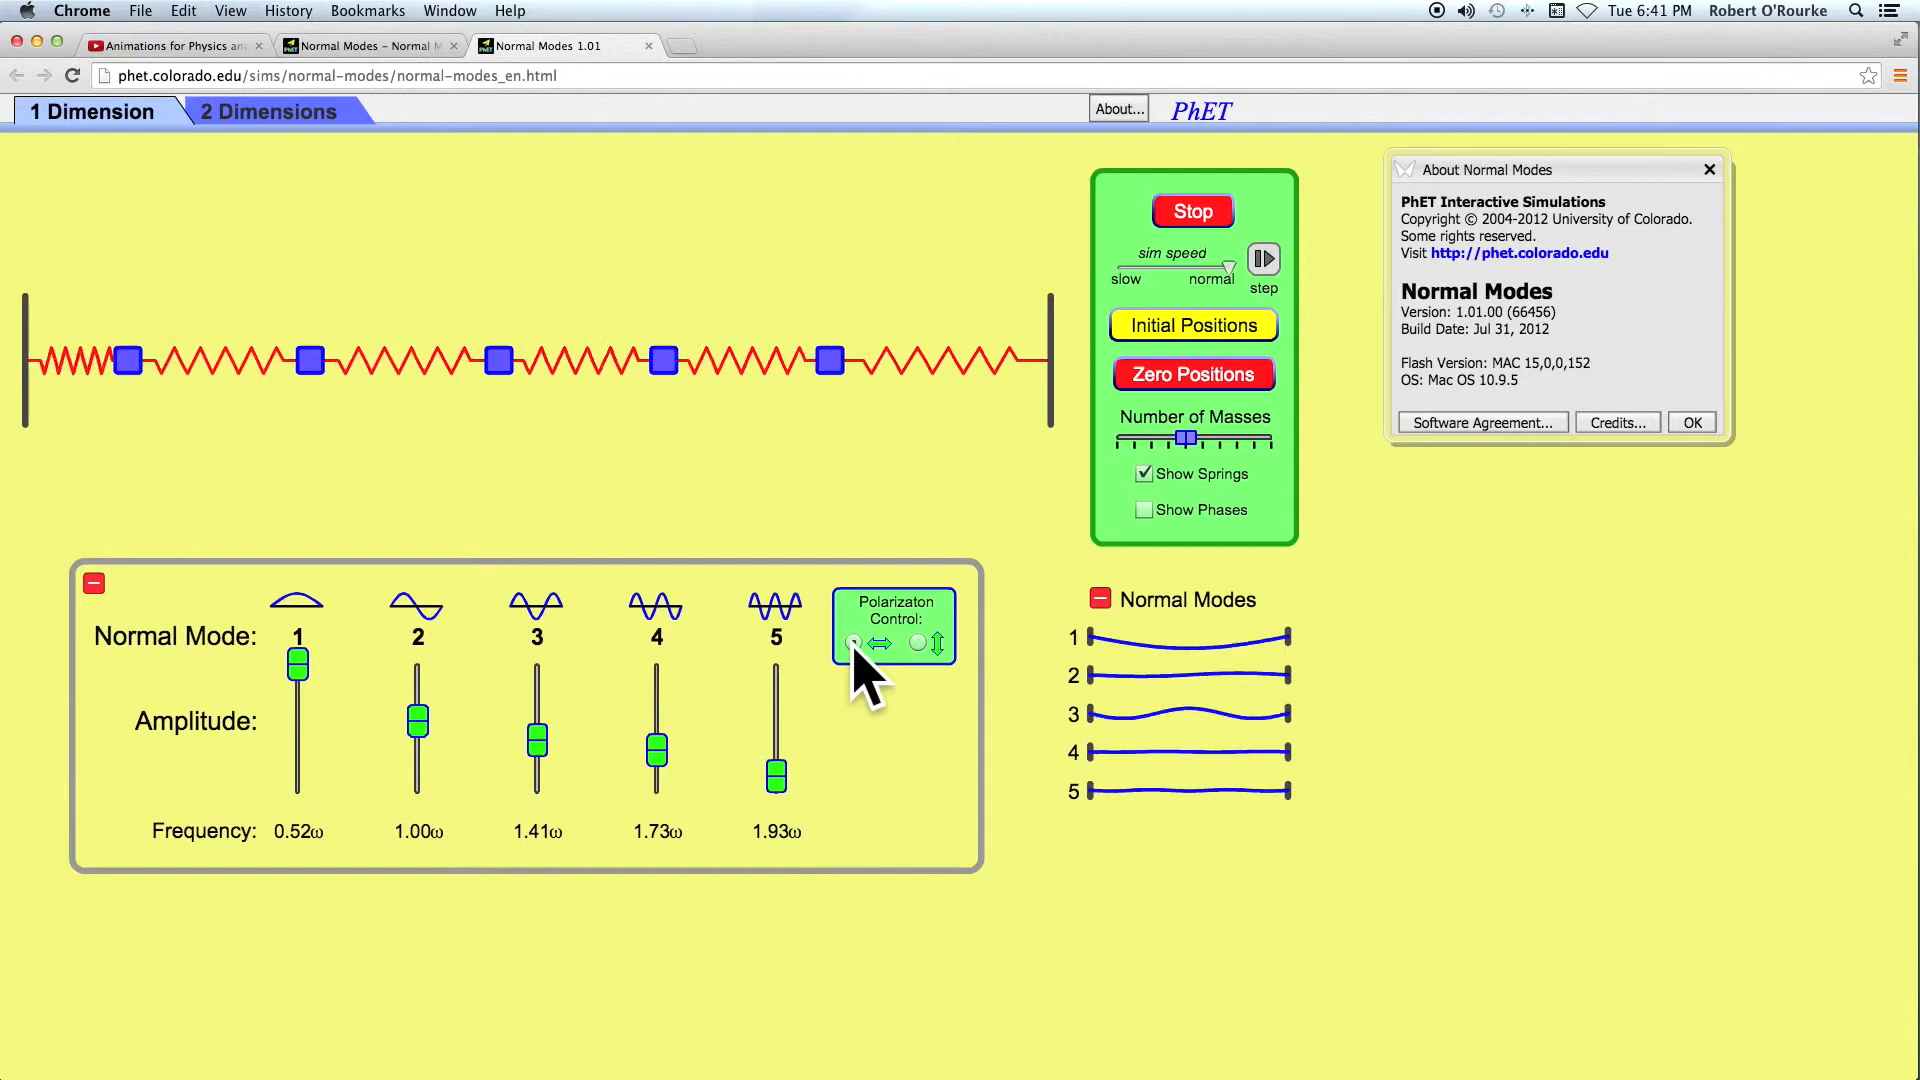 Chrome File Edit View History Bookmarks Window Help Tue 6:41 PM Robert O'Rourke
Animations for Physics an
Normal Modes – Normal M
Normal Modes 1.01
phet.colorado.edu/sims/normal-modes/normal-modes_en.html
1 Dimension
2 Dimensions
About...
PhET
Stop
sim speed
slow normal
step
Initial Positions
Zero Positions
Number of Masses
Show Springs
Show Phases
About Normal Modes
PhET Interactive Simulations
Copyright © 2004-2012 University of Colorado.
Some rights reserved.
Visit http://phet.colorado.edu
Normal Modes
Version: 1.01.00 (66456)
Build Date: Jul 31, 2012
Flash Version: MAC 15,0,0,152
OS: Mac OS 10.9.5
Software Agreement... Credits... OK
Normal Mode: 1 2 3 4 5
Polarizaton
Control:
Amplitude:
Frequency: 0.52ω 1.00ω 1.41ω 1.73ω 1.93ω
Normal Modes
1
2
3
4
5